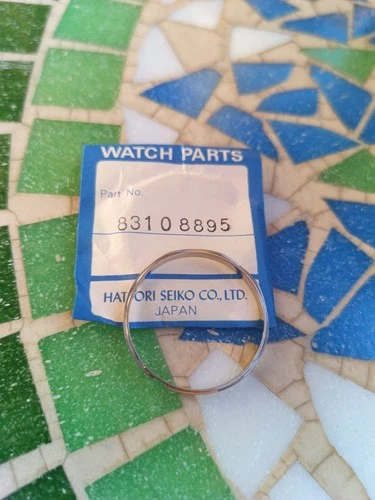 WATCH PARTS
Part No.
8310 8895
HATTORI SEIKO CO., LTD.
JAPAN